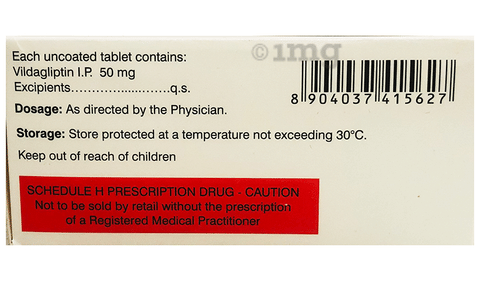 ©1mg
Each uncoated tablet contains:
Vildagliptin I.P. 50 mg
Excipients.......................q.s.
Dosage: As directed by the Physician.
8 904037 415627
Storage: Store protected at a temperature not exceeding 30°C.
Keep out of reach of children
SCHEDULE H PRESCRIPTION DRUG - CAUTION
Not to be sold by retail without the prescription
of a Registered Medical Practitioner